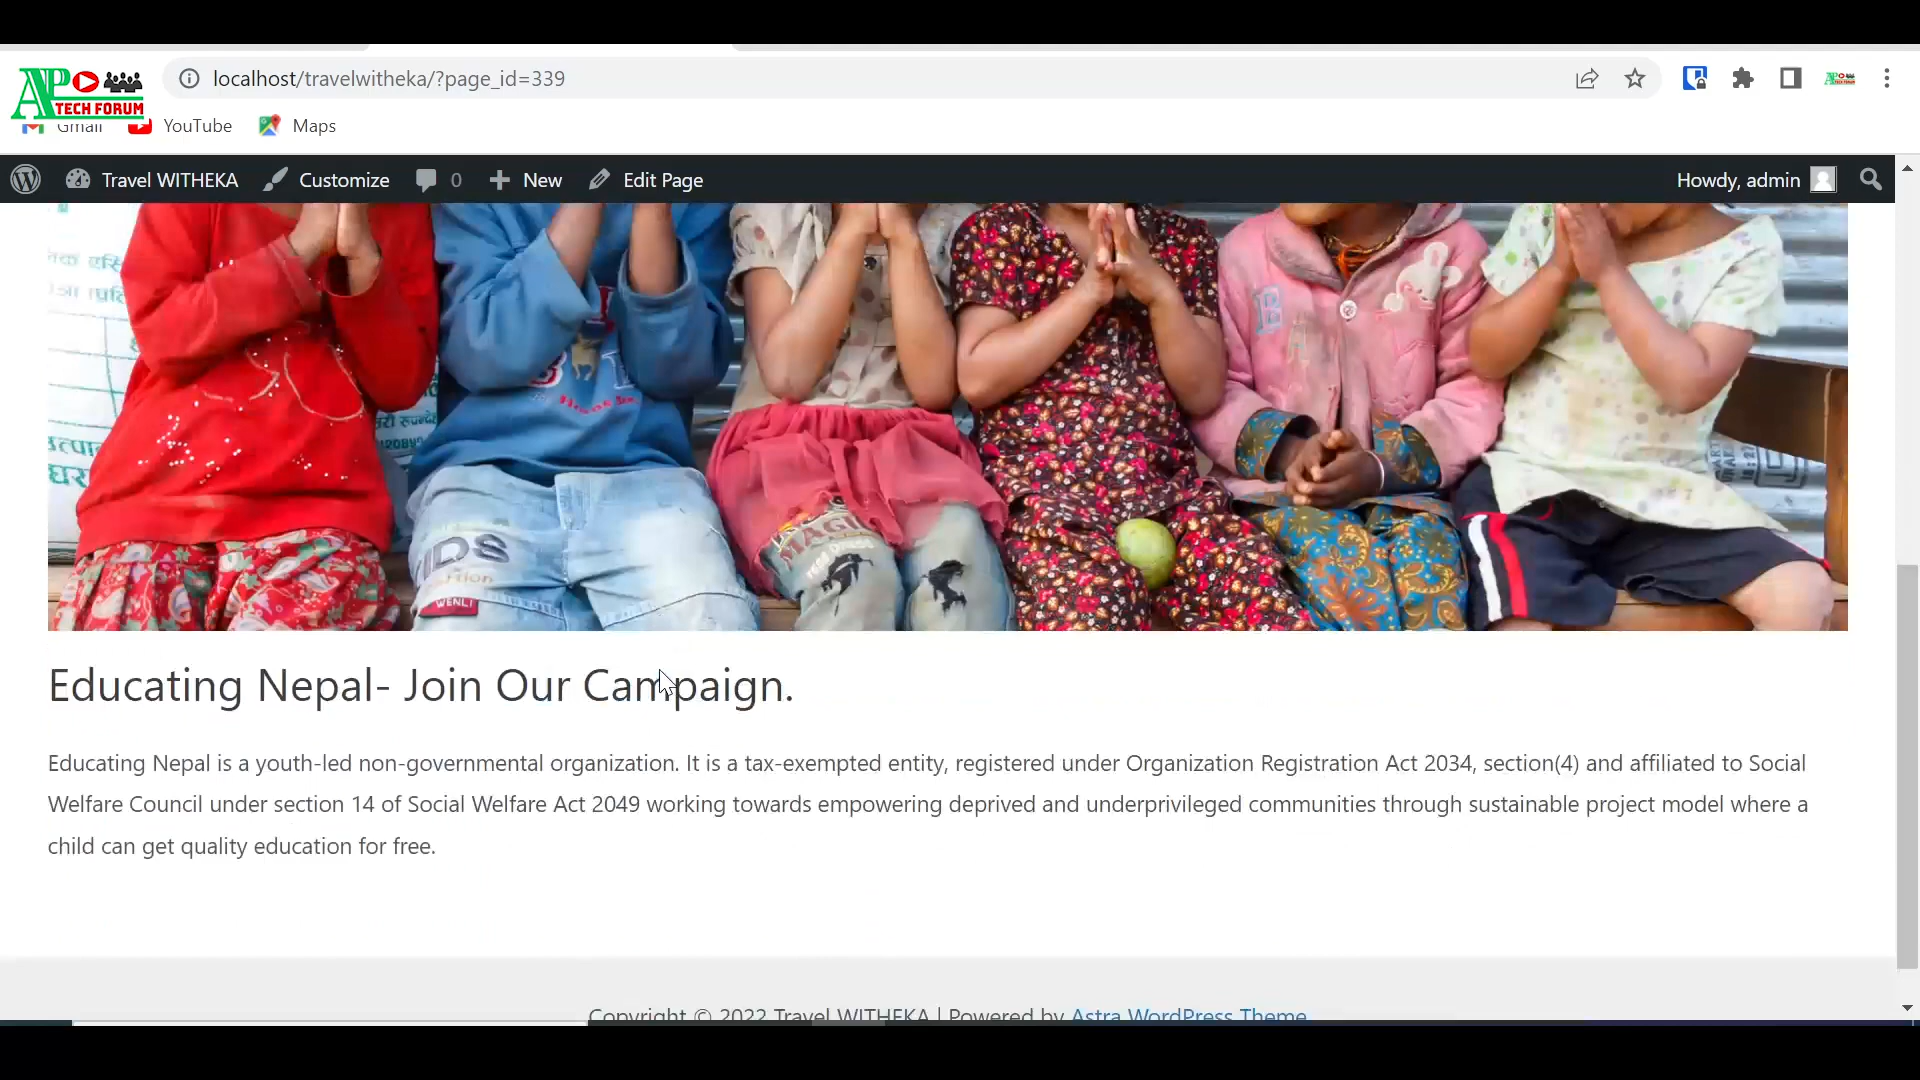 AP
TECH FORUM
localhost/travelwitheka/?page_id=339
Gmail
YouTube
Maps
Travel WITHEKA
Customize
0
New
Edit Page
Howdy, admin
KIDS
WENLI
Educating Nepal- Join Our Campaign.
Educating Nepal is a youth-led non-governmental organization. It is a tax-exempted entity, registered under Organization Registration Act 2034, section(4) and affiliated to Social
Welfare Council under section 14 of Social Welfare Act 2049 working towards empowering deprived and underprivileged communities through sustainable project model where a
child can get quality education for free.
Copyright © 2022 Travel WITHEKA | Powered by Astra WordPress Theme